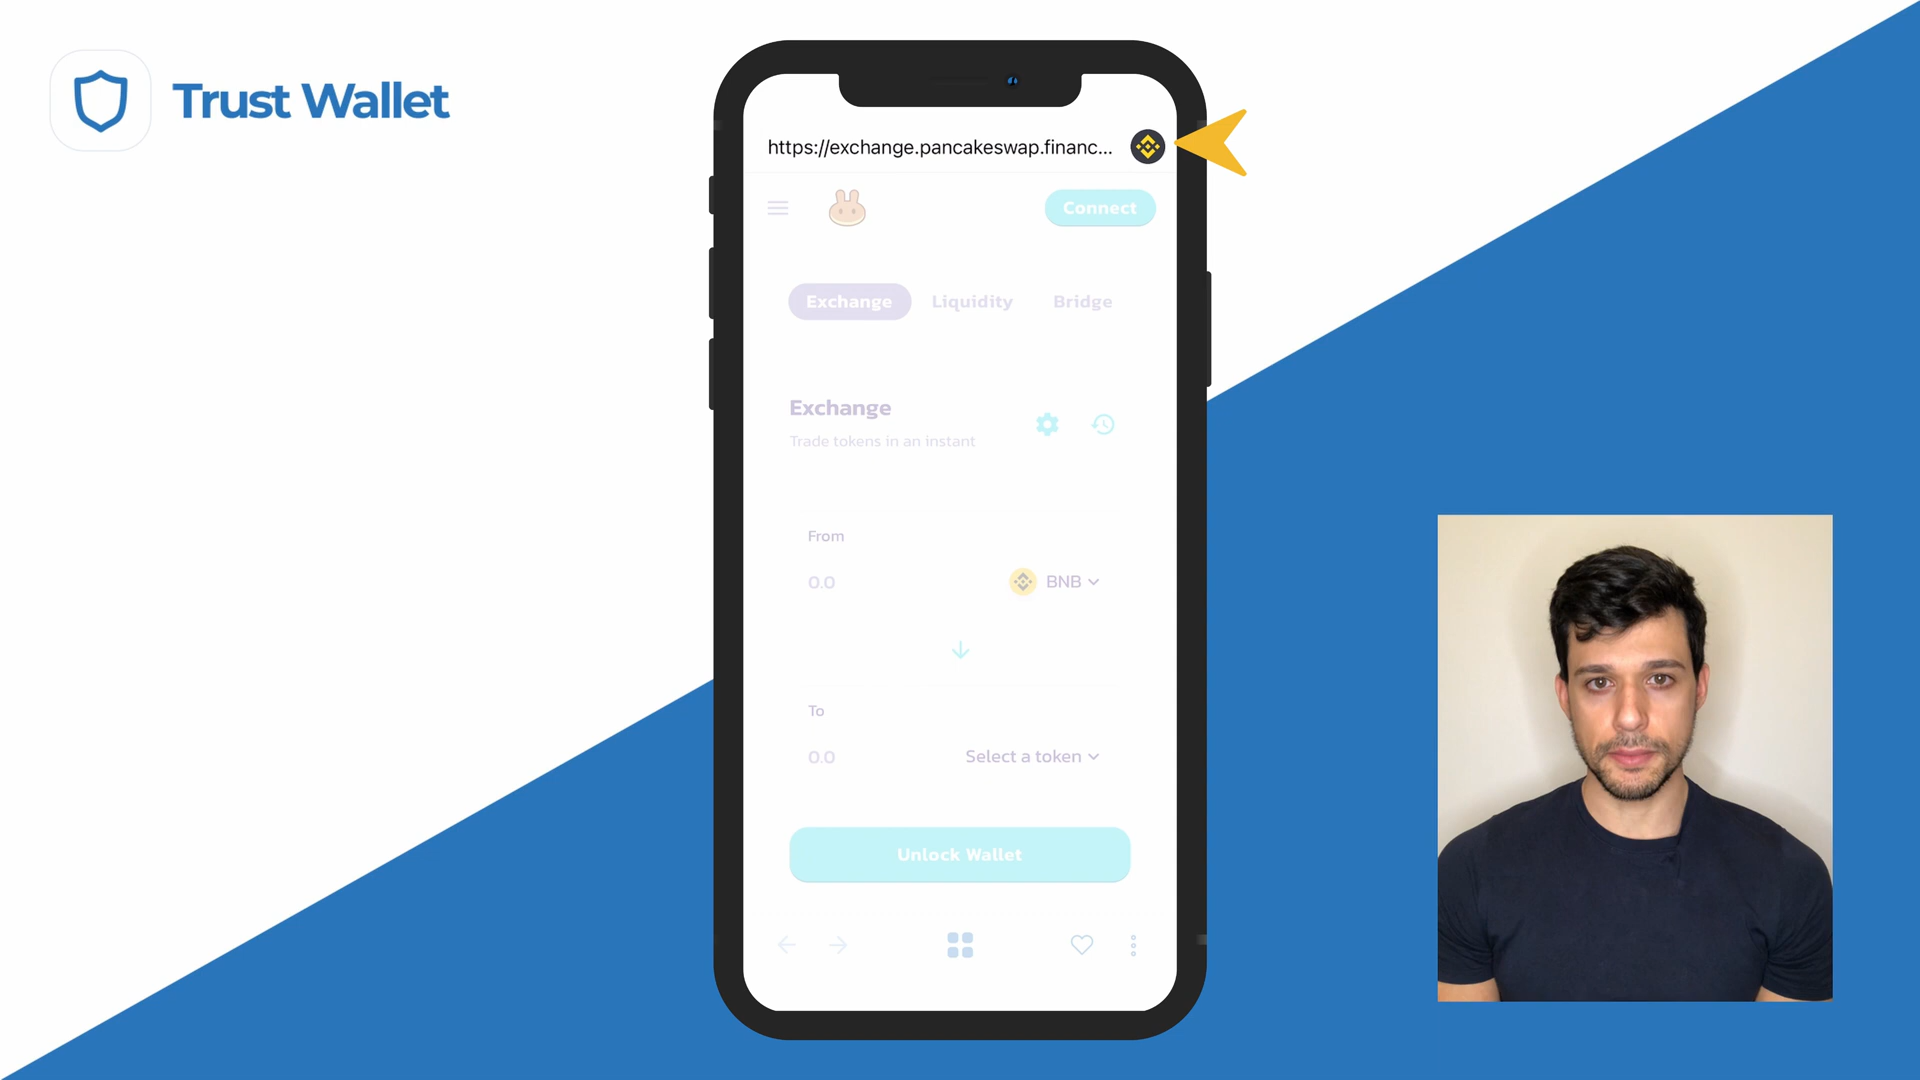 Trust Wallet
https://exchange.pancakeswap.financ...
Connect
Exchange Liquidity Bridge
Exchange
Trade tokens in an instant
From
0.0 BNB
To
0.0 Select a token
Unlock Wallet